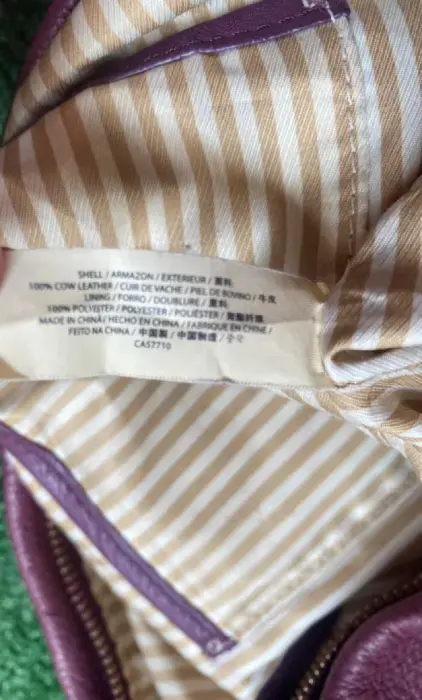 SHELL / ARMAZON / EXTERIEUR / 面料:
100% COW LEATHER / CUIR DE VACHE / PIEL DE BOVINO / 牛皮
LINING / FORRO / DOUBLURE / 里料:
100% POLYESTER / POLYESTER / POLIÉSTER / 聚酯纤维
MADE IN CHINA / HECHO EN CHINA / FABRIQUE EN CHINE /
FEITO NA CHINA / 中国製 / 中国制造 /
CA57710